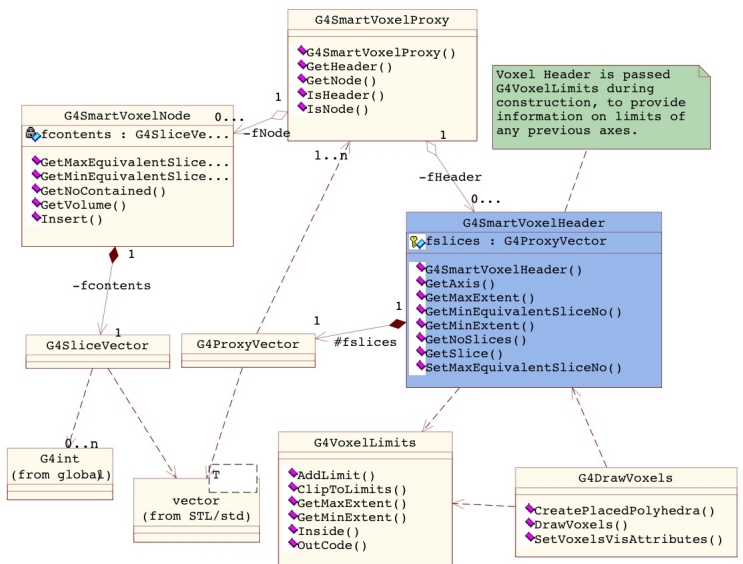 G4SmartVoxelProxy
G4SmartVoxelProxy()
GetHeader()
GetNode()
IsHeader()
IsNode()
Voxel Header is passed
G4VoxelLimits during
construction, to provide
information on limits of
any previous axes.
G4SmartVoxelNode
fcontents : G4SliceVe...
GetMaxEquivalentSlice...
GetMinEquivalentSlice...
GetNoContained()
GetVolume()
Insert()
0...
1
-fNode
1
1..n
-fHeader
0...
G4SmartVoxelHeader
fslices : G4ProxyVector
G4SmartVoxelHeader()
GetAxis()
GetMaxExtent()
GetMinEquivalentSliceNo()
GetMinExtent()
GetNoSlices()
GetSlice()
SetMaxEquivalentSliceNo()
1
-fcontents
1
G4SliceVector
G4ProxyVector
1
1
#fslices
0..n
G4int
(from global)
1
T
vector
(from STL/std)
G4VoxelLimits
AddLimit()
ClipToLimits()
GetMaxExtent()
GetMinExtent()
Inside()
OutCode()
G4DrawVoxels
CreatePlacedPolyhedra()
DrawVoxels()
SetVoxelsVisAttributes()